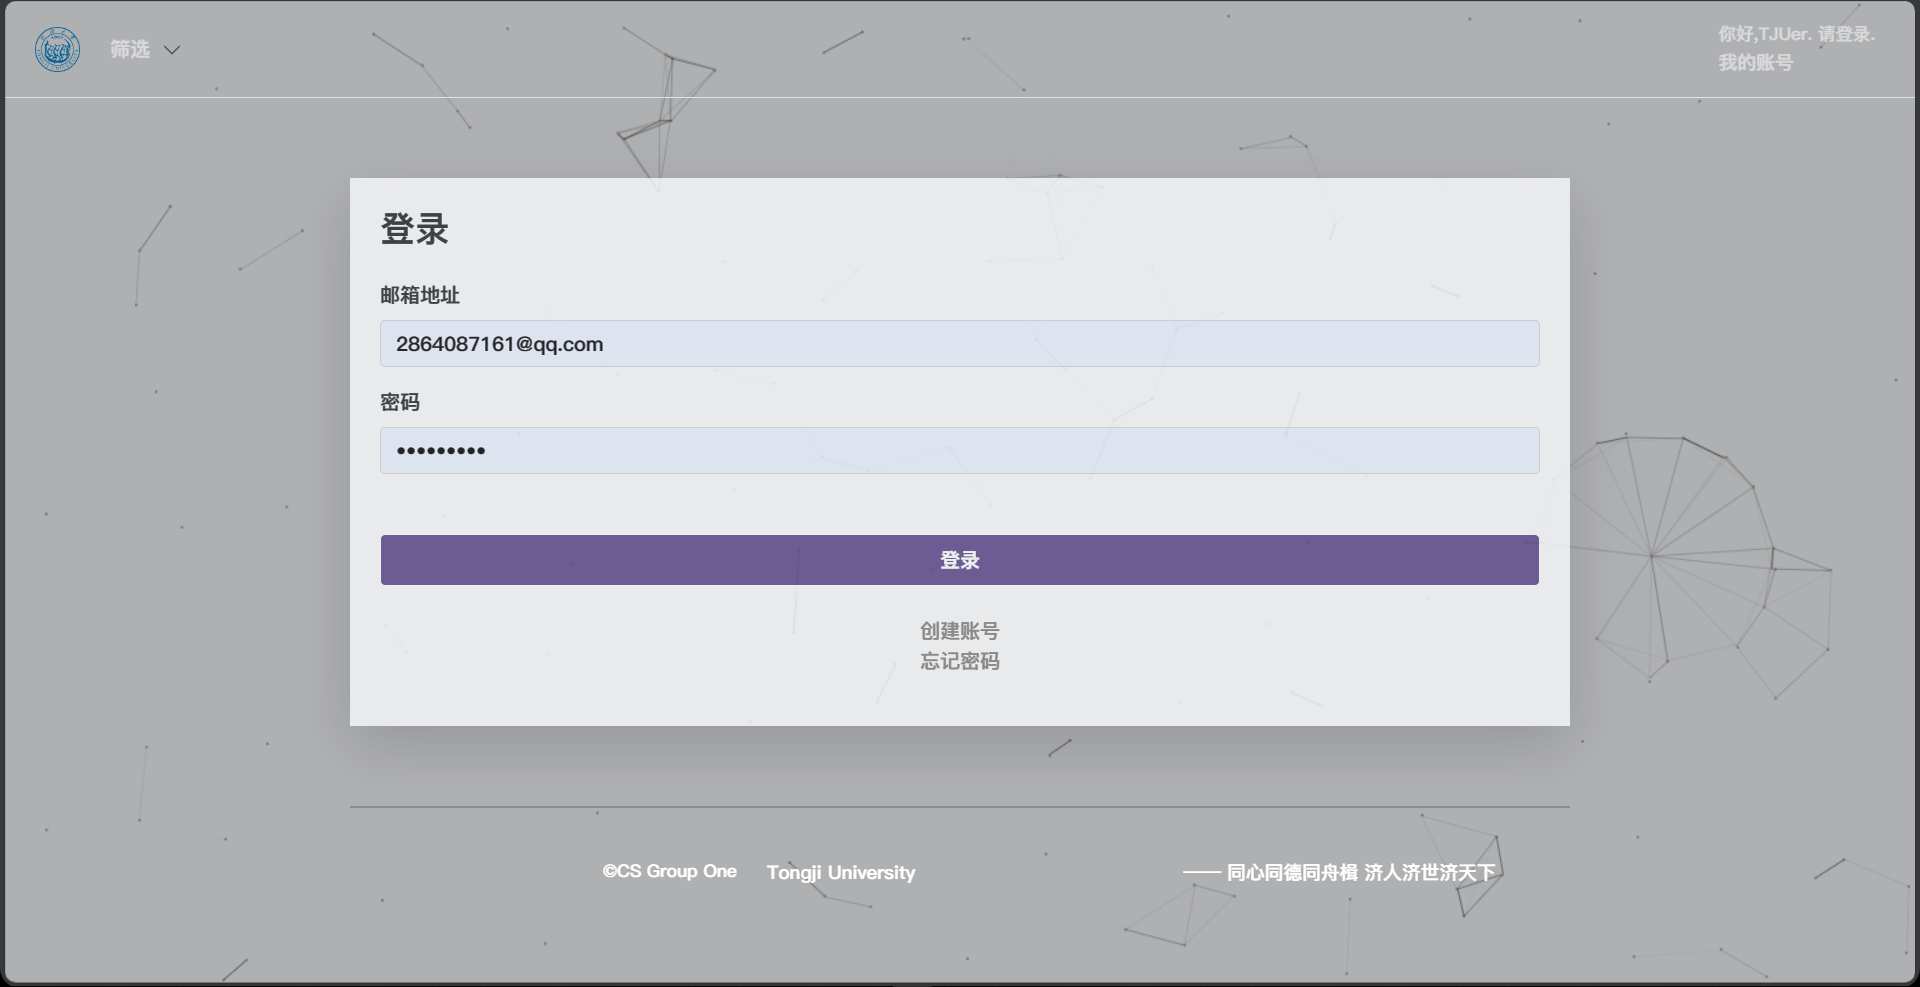 筛选
你好,TJUer. 请登录.
我的账号
登录
邮箱地址
2864087161@qq.com
密码
•••••••••
登录
创建账号
忘记密码
©CS Group One
Tongji University
—— 同心同德同舟楫 济人济世济天下